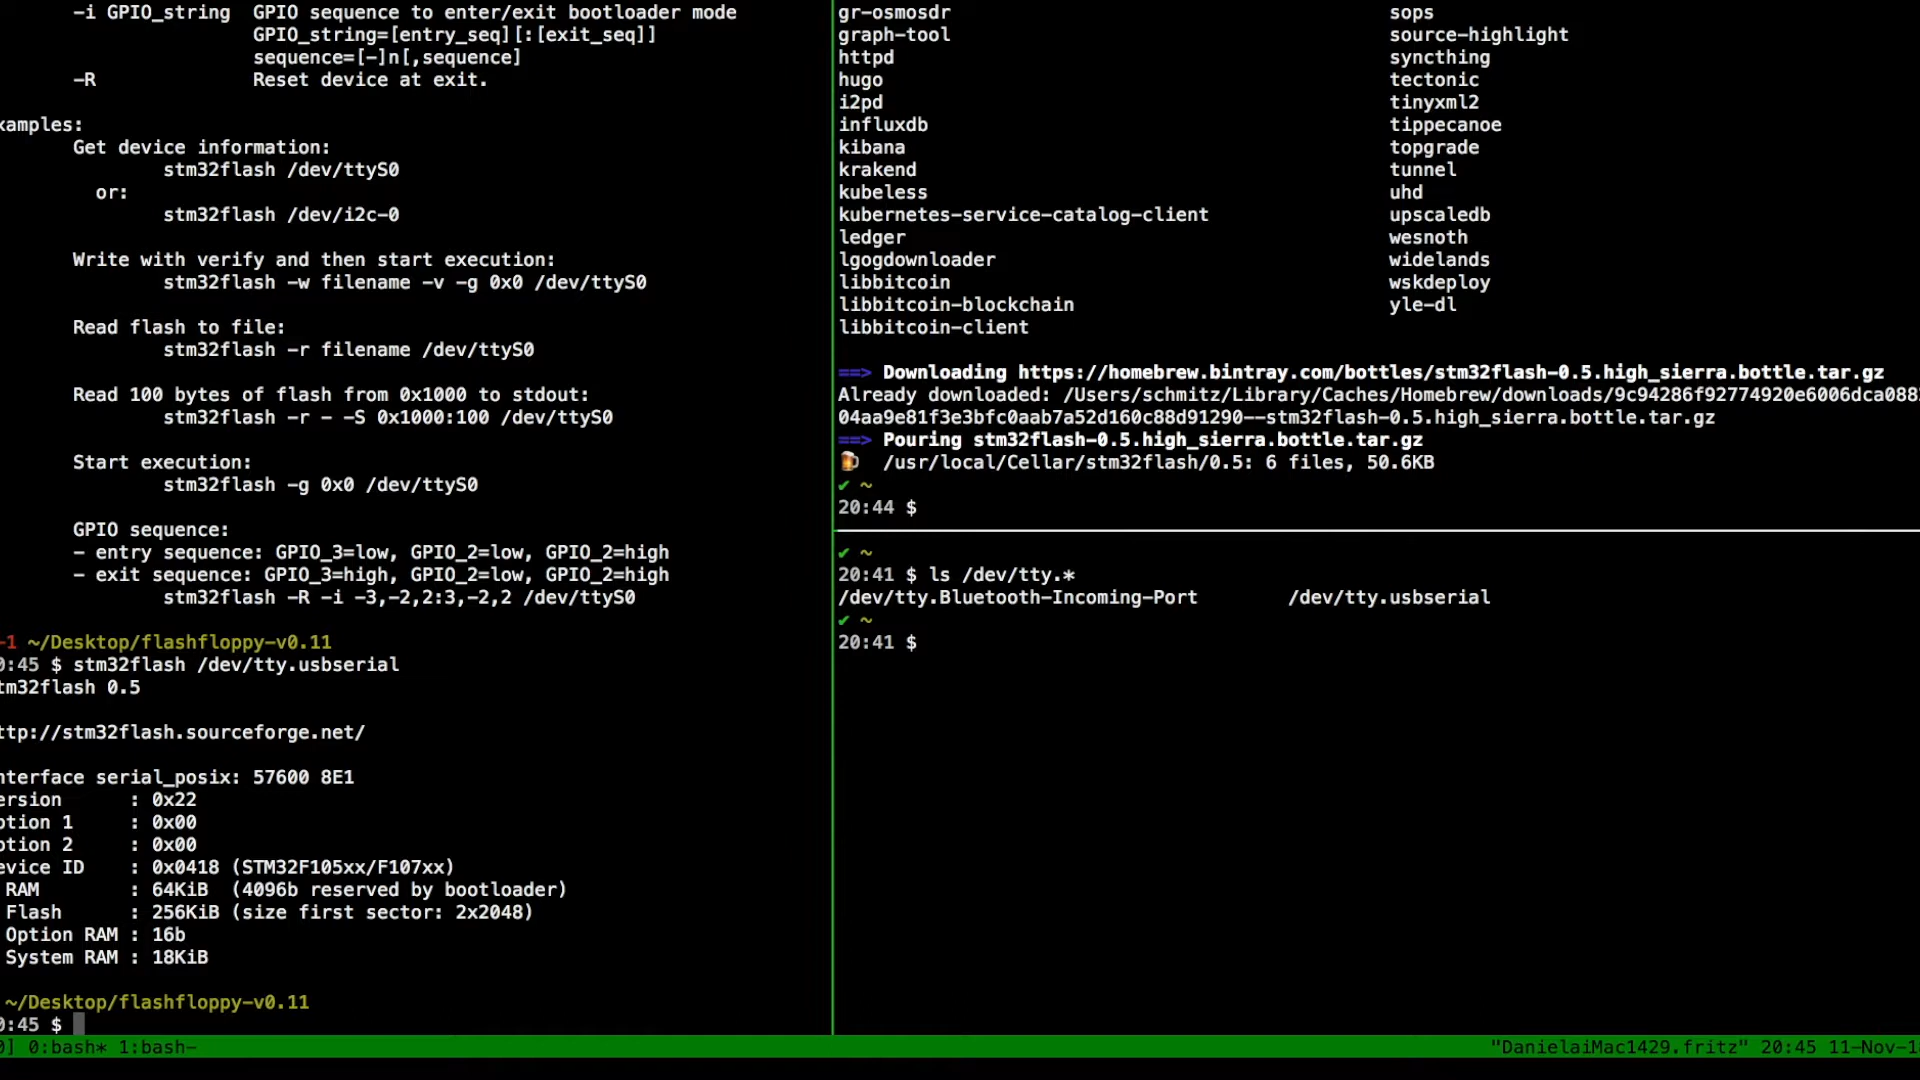 -i GPIO_string  GPIO sequence to enter/exit bootloader mode
GPIO_string=[entry_seq][:[exit_seq]]
sequence=[-]n[,sequence]
-R              Reset device at exit.
xamples:
Get device information:
stm32flash /dev/ttyS0
or:
stm32flash /dev/i2c-0
Write with verify and then start execution:
stm32flash -w filename -v -g 0x0 /dev/ttyS0
Read flash to file:
stm32flash -r filename /dev/ttyS0
Read 100 bytes of flash from 0x1000 to stdout:
stm32flash -r - -S 0x1000:100 /dev/ttyS0
Start execution:
stm32flash -g 0x0 /dev/ttyS0
GPIO sequence:
- entry sequence: GPIO_3=low, GPIO_2=low, GPIO_2=high
- exit sequence: GPIO_3=high, GPIO_2=low, GPIO_2=high
stm32flash -R -i -3,-2,2:3,-2,2 /dev/ttyS0
-1 ~/Desktop/flashfloppy-v0.11
0:45 $ stm32flash /dev/tty.usbserial
tm32flash 0.5
ttp://stm32flash.sourceforge.net/
nterface serial_posix: 57600 8E1
ersion      : 0x22
ption 1     : 0x00
ption 2     : 0x00
evice ID    : 0x0418 (STM32F105xx/F107xx)
RAM        : 64KiB  (4096b reserved by bootloader)
Flash      : 256KiB (size first sector: 2x2048)
Option RAM : 16b
System RAM : 18KiB
~/Desktop/flashfloppy-v0.11
0:45 $
gr-osmosdr sops
graph-tool source-highlight
httpd syncthing
hugo tectonic
i2pd tinyxml2
influxdb tippecanoe
kibana topgrade
krakend tunnel
kubeless uhd
kubernetes-service-catalog-client upscaledb
ledger wesnoth
lgogdownloader widelands
libbitcoin wskdeploy
libbitcoin-blockchain yle-dl
libbitcoin-client
==> Downloading https://homebrew.bintray.com/bottles/stm32flash-0.5.high_sierra.bottle.tar.gz
Already downloaded: /Users/schmitz/Library/Caches/Homebrew/downloads/9c94286f92774920e6006dca088
04aa9e81f3e3bfc0aab7a52d160c88d91290--stm32flash-0.5.high_sierra.bottle.tar.gz
==> Pouring stm32flash-0.5.high_sierra.bottle.tar.gz
🍺  /usr/local/Cellar/stm32flash/0.5: 6 files, 50.6KB
✔ ~
20:44 $
✔ ~
20:41 $ ls /dev/tty.*
/dev/tty.Bluetooth-Incoming-Port /dev/tty.usbserial
✔ ~
20:41 $
0] 0:bash* 1:bash- "DanielaiMac1429.fritz" 20:45 11-Nov-1